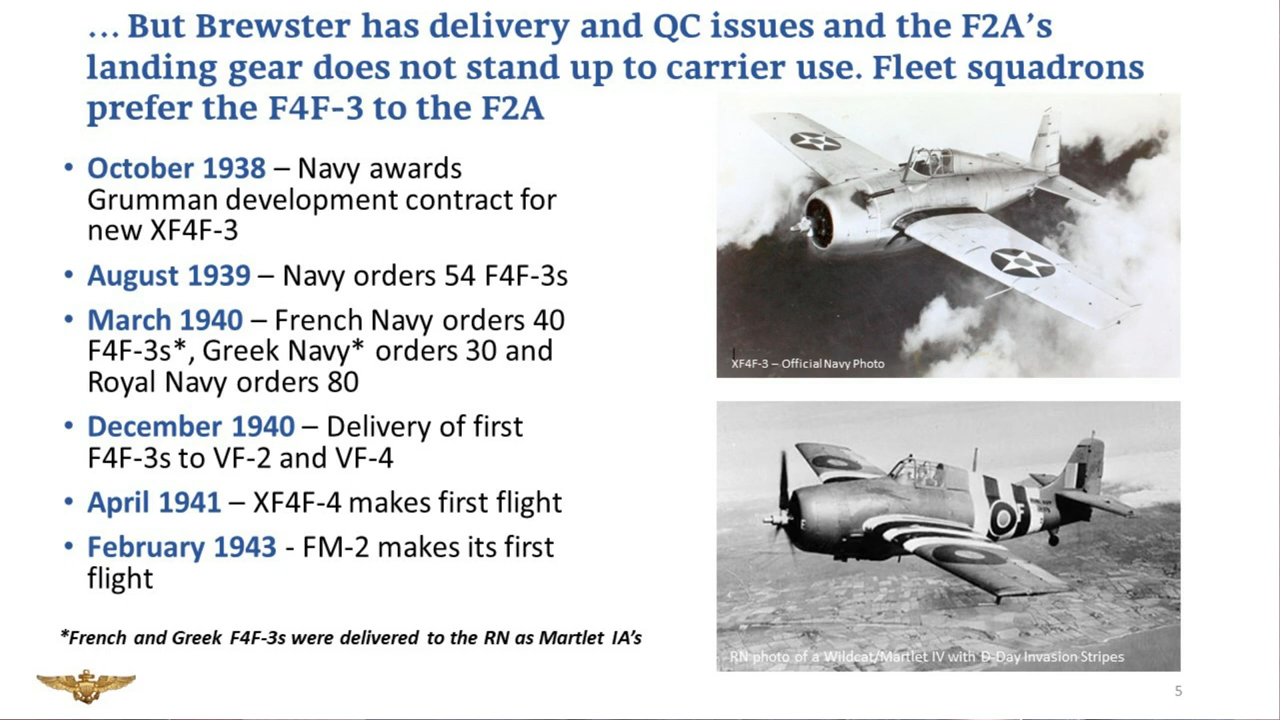 ... But Brewster has delivery and QC issues and the F2A's
landing gear does not stand up to carrier use. Fleet squadrons
prefer the F4F-3 to the F2A
• October 1938 – Navy awards
Grumman development contract for
new XF4F-3
• August 1939 – Navy orders 54 F4F-3s
• March 1940 – French Navy orders 40
F4F-3s*, Greek Navy* orders 30 and
Royal Navy orders 80
• December 1940 – Delivery of first
F4F-3s to VF-2 and VF-4
• April 1941 – XF4F-4 makes first flight
• February 1943 - FM-2 makes its first
flight
*French and Greek F4F-3s were delivered to the RN as Martlet IA's
XF4F-3 – Official Navy Photo
RN photo of a Wildcat/Martlet IV with D-Day Invasion Stripes
5